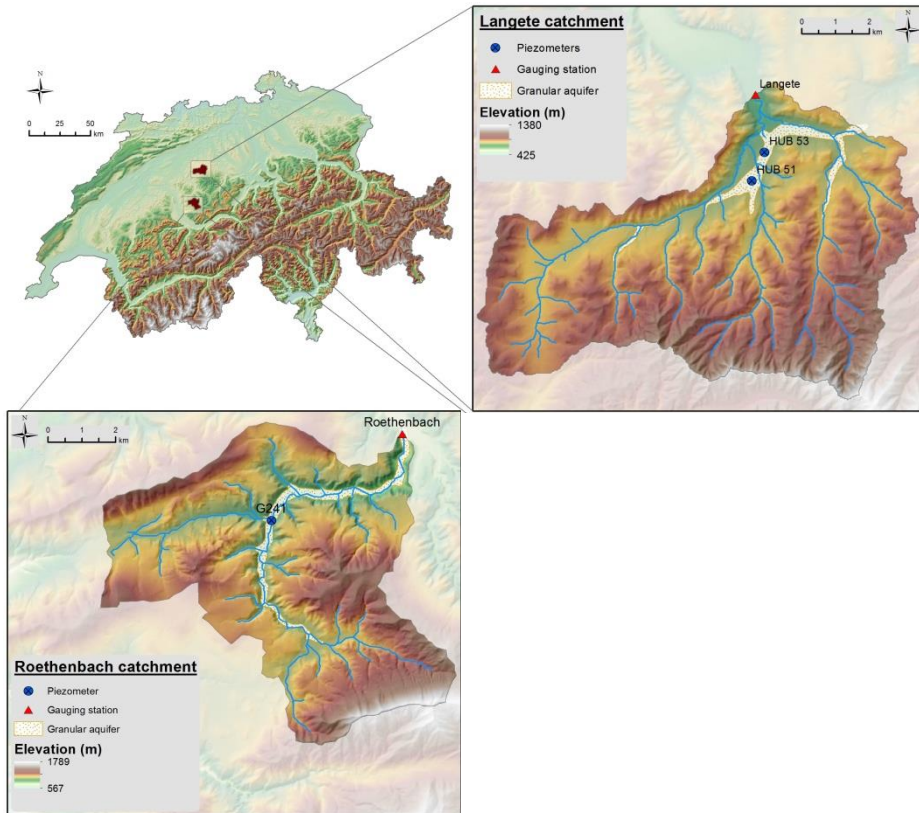 N
0 25 50
km
Langete catchment
Piezometers
Gauging station
Granular aquifer
Elevation (m)
1380
425
0 1 2
km
N
Langete
HUB 53
HUB 51
N
0 1 2
km
Roethenbach
G241
Roethenbach catchment
Piezometer
Gauging station
Granular aquifer
Elevation (m)
1789
567